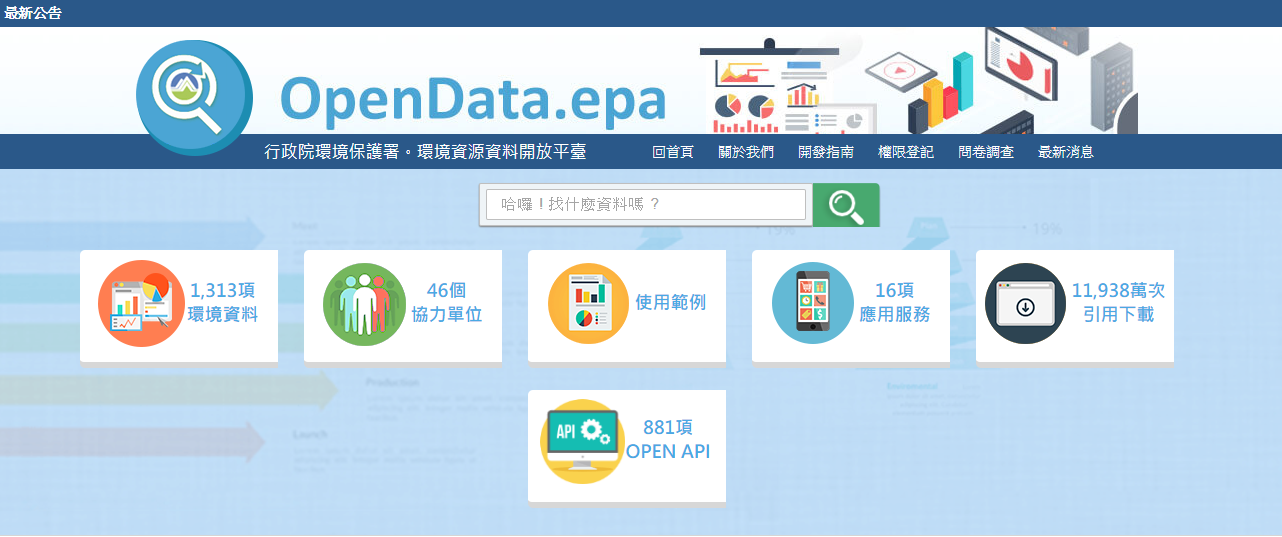 最新公告
OpenData.epa
行政院環境保護署。環境資源資料開放平臺
回首頁 關於我們 開發指南 權限登記 問卷調查 最新消息
哈囉！找什麼資料嗎？
19%
19%
1,313項
環境資料
46個
協力單位
使用範例
16項
應用服務
11,938萬次
引用下載
Production
Launch
881項
OPEN API
API